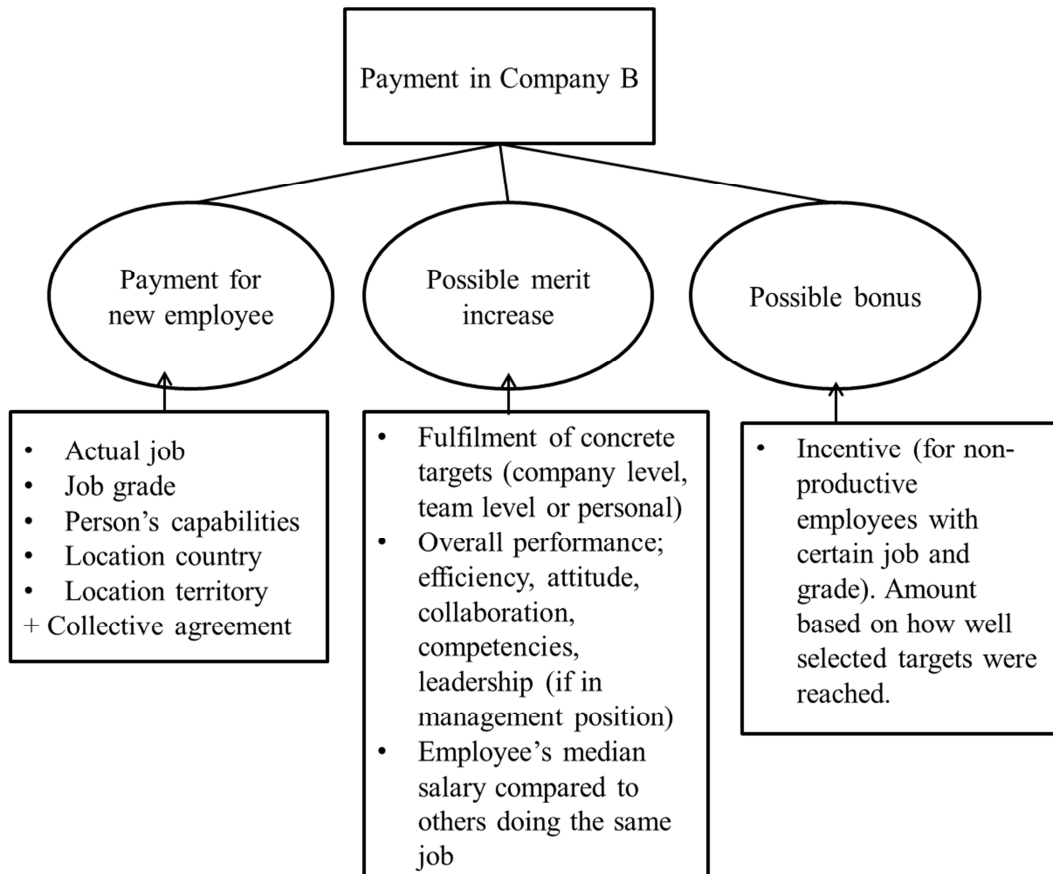 Payment in Company B
Payment for
new employee
Possible merit
increase
Possible bonus
• Actual job
• Job grade
• Person's capabilities
• Location country
• Location territory
+ Collective agreement
• Fulfilment of concrete
targets (company level,
team level or personal)
• Overall performance;
efficiency, attitude,
collaboration,
competencies,
leadership (if in
management position)
• Employee's median
salary compared to
others doing the same
job
• Incentive (for non-
productive
employees with
certain job and
grade). Amount
based on how well
selected targets were
reached.